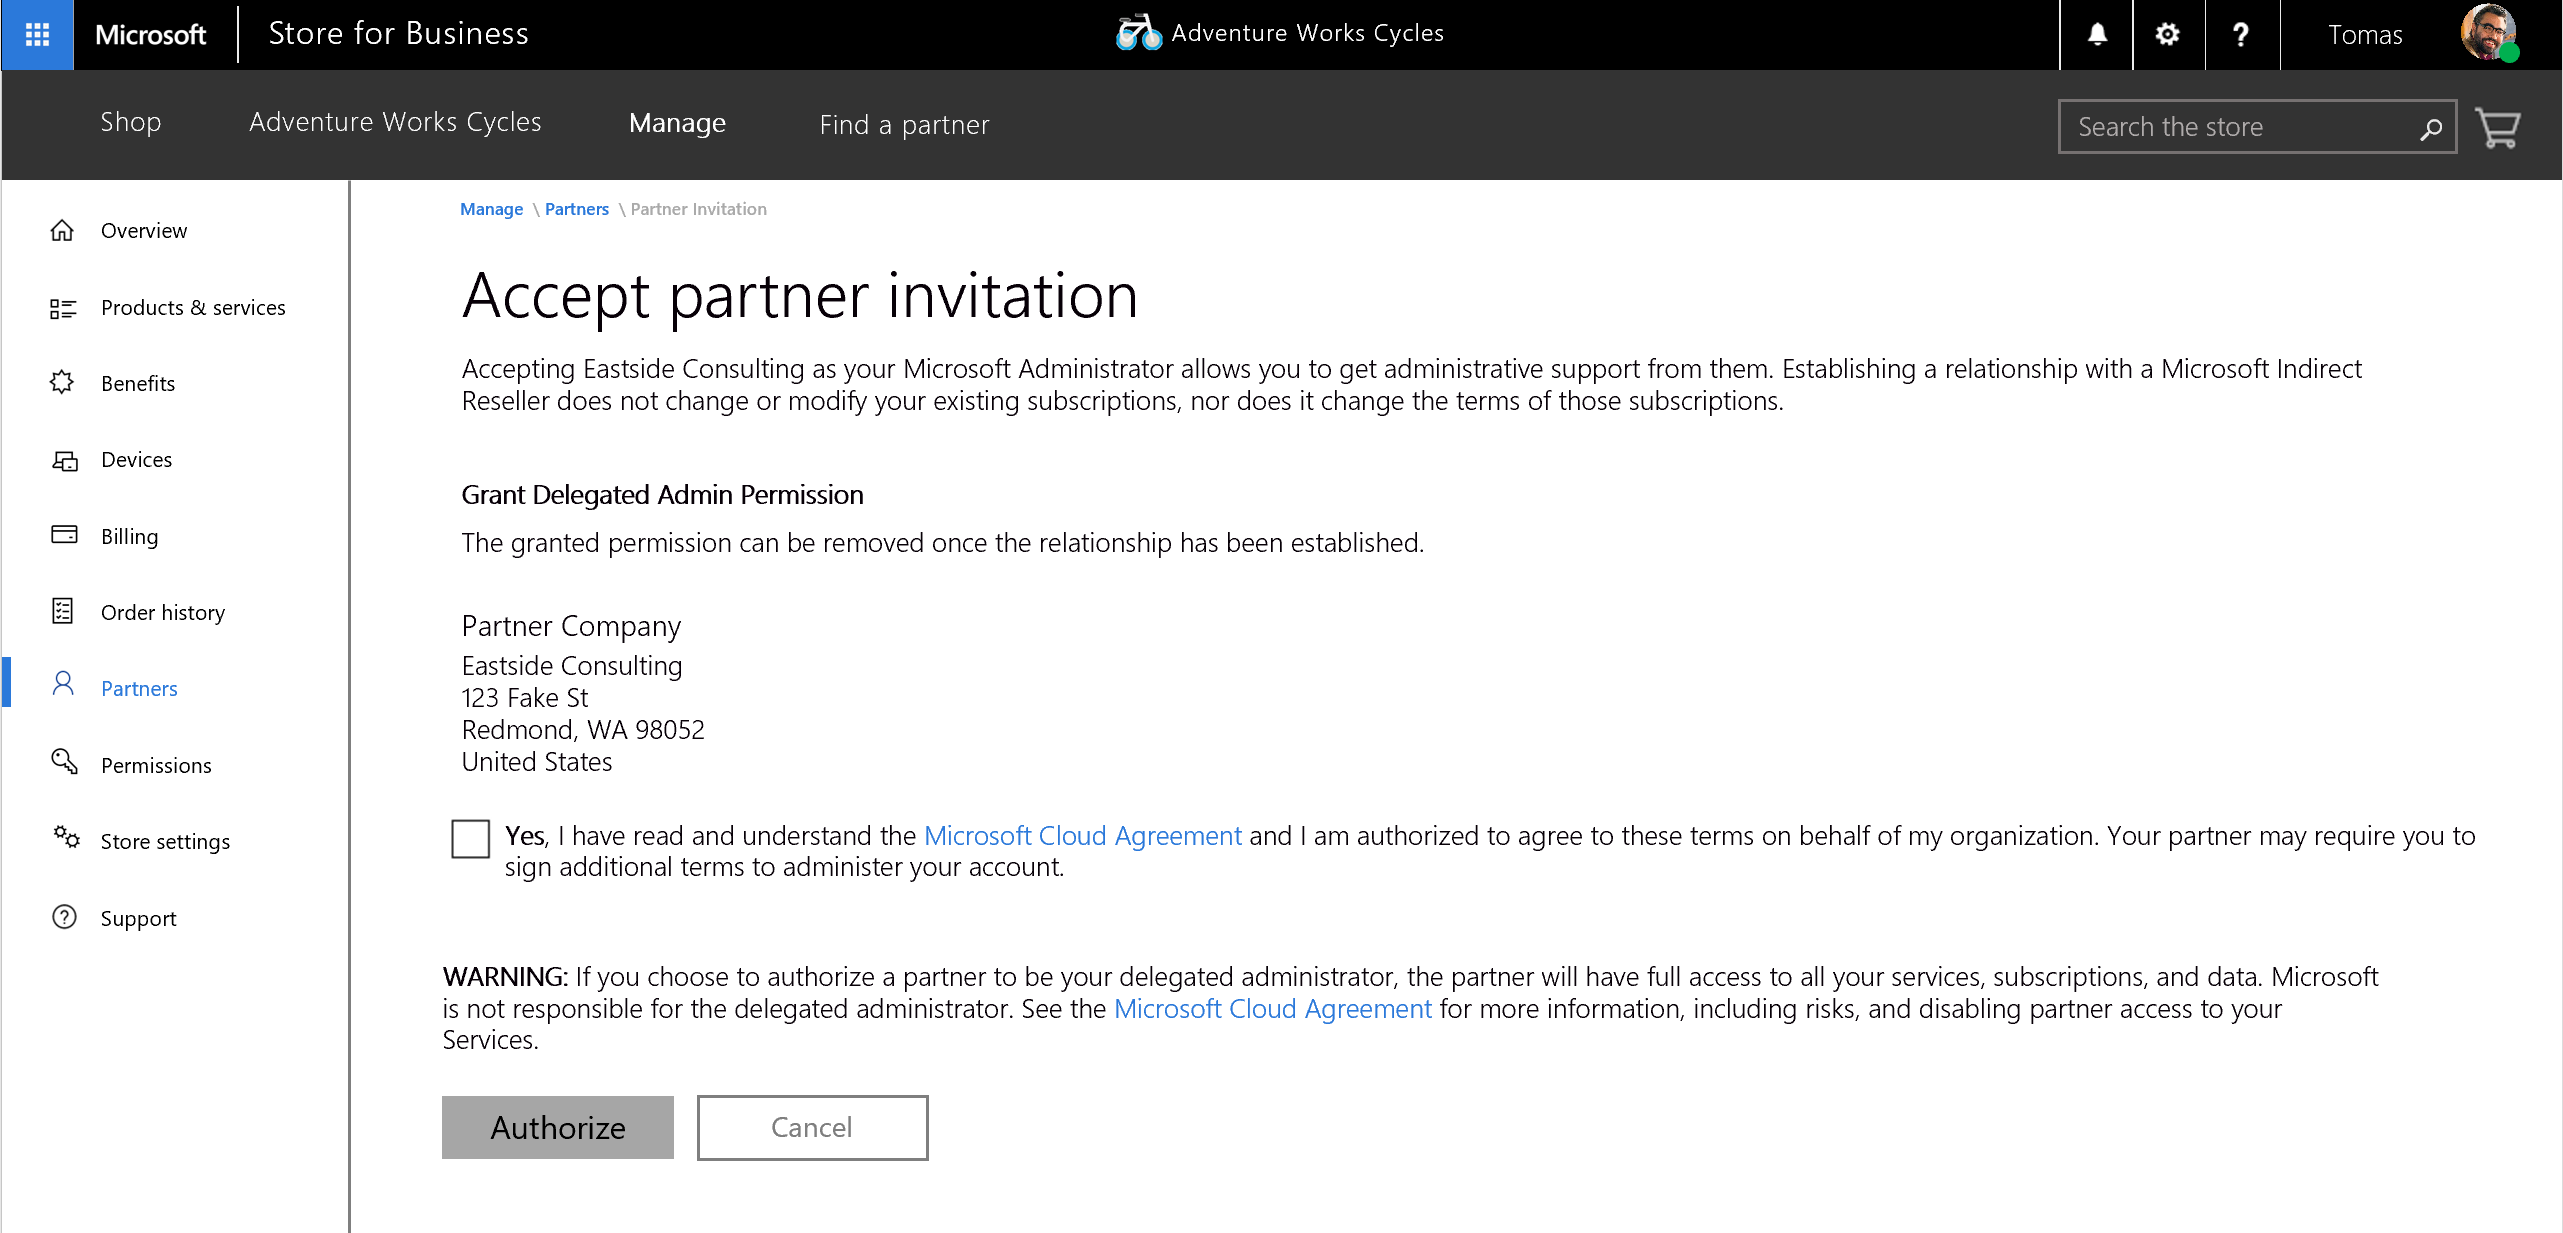 Microsoft
Store for Business
Adventure Works Cycles
?
Tomas
Shop
Adventure Works Cycles
Manage
Find a partner
Search the store
Overview
Products & services
Benefits
Devices
Billing
Order history
Partners
Permissions
Store settings
Support
Manage \ Partners \ Partner Invitation
Accept partner invitation
Accepting Eastside Consulting as your Microsoft Administrator allows you to get administrative support from them. Establishing a relationship with a Microsoft Indirect
Reseller does not change or modify your existing subscriptions, nor does it change the terms of those subscriptions.
Grant Delegated Admin Permission
The granted permission can be removed once the relationship has been established.
Partner Company
Eastside Consulting
123 Fake St
Redmond, WA 98052
United States
Yes, I have read and understand the Microsoft Cloud Agreement and I am authorized to agree to these terms on behalf of my organization. Your partner may require you to
sign additional terms to administer your account.
WARNING: If you choose to authorize a partner to be your delegated administrator, the partner will have full access to all your services, subscriptions, and data. Microsoft
is not responsible for the delegated administrator. See the Microsoft Cloud Agreement for more information, including risks, and disabling partner access to your
Services.
Authorize
Cancel